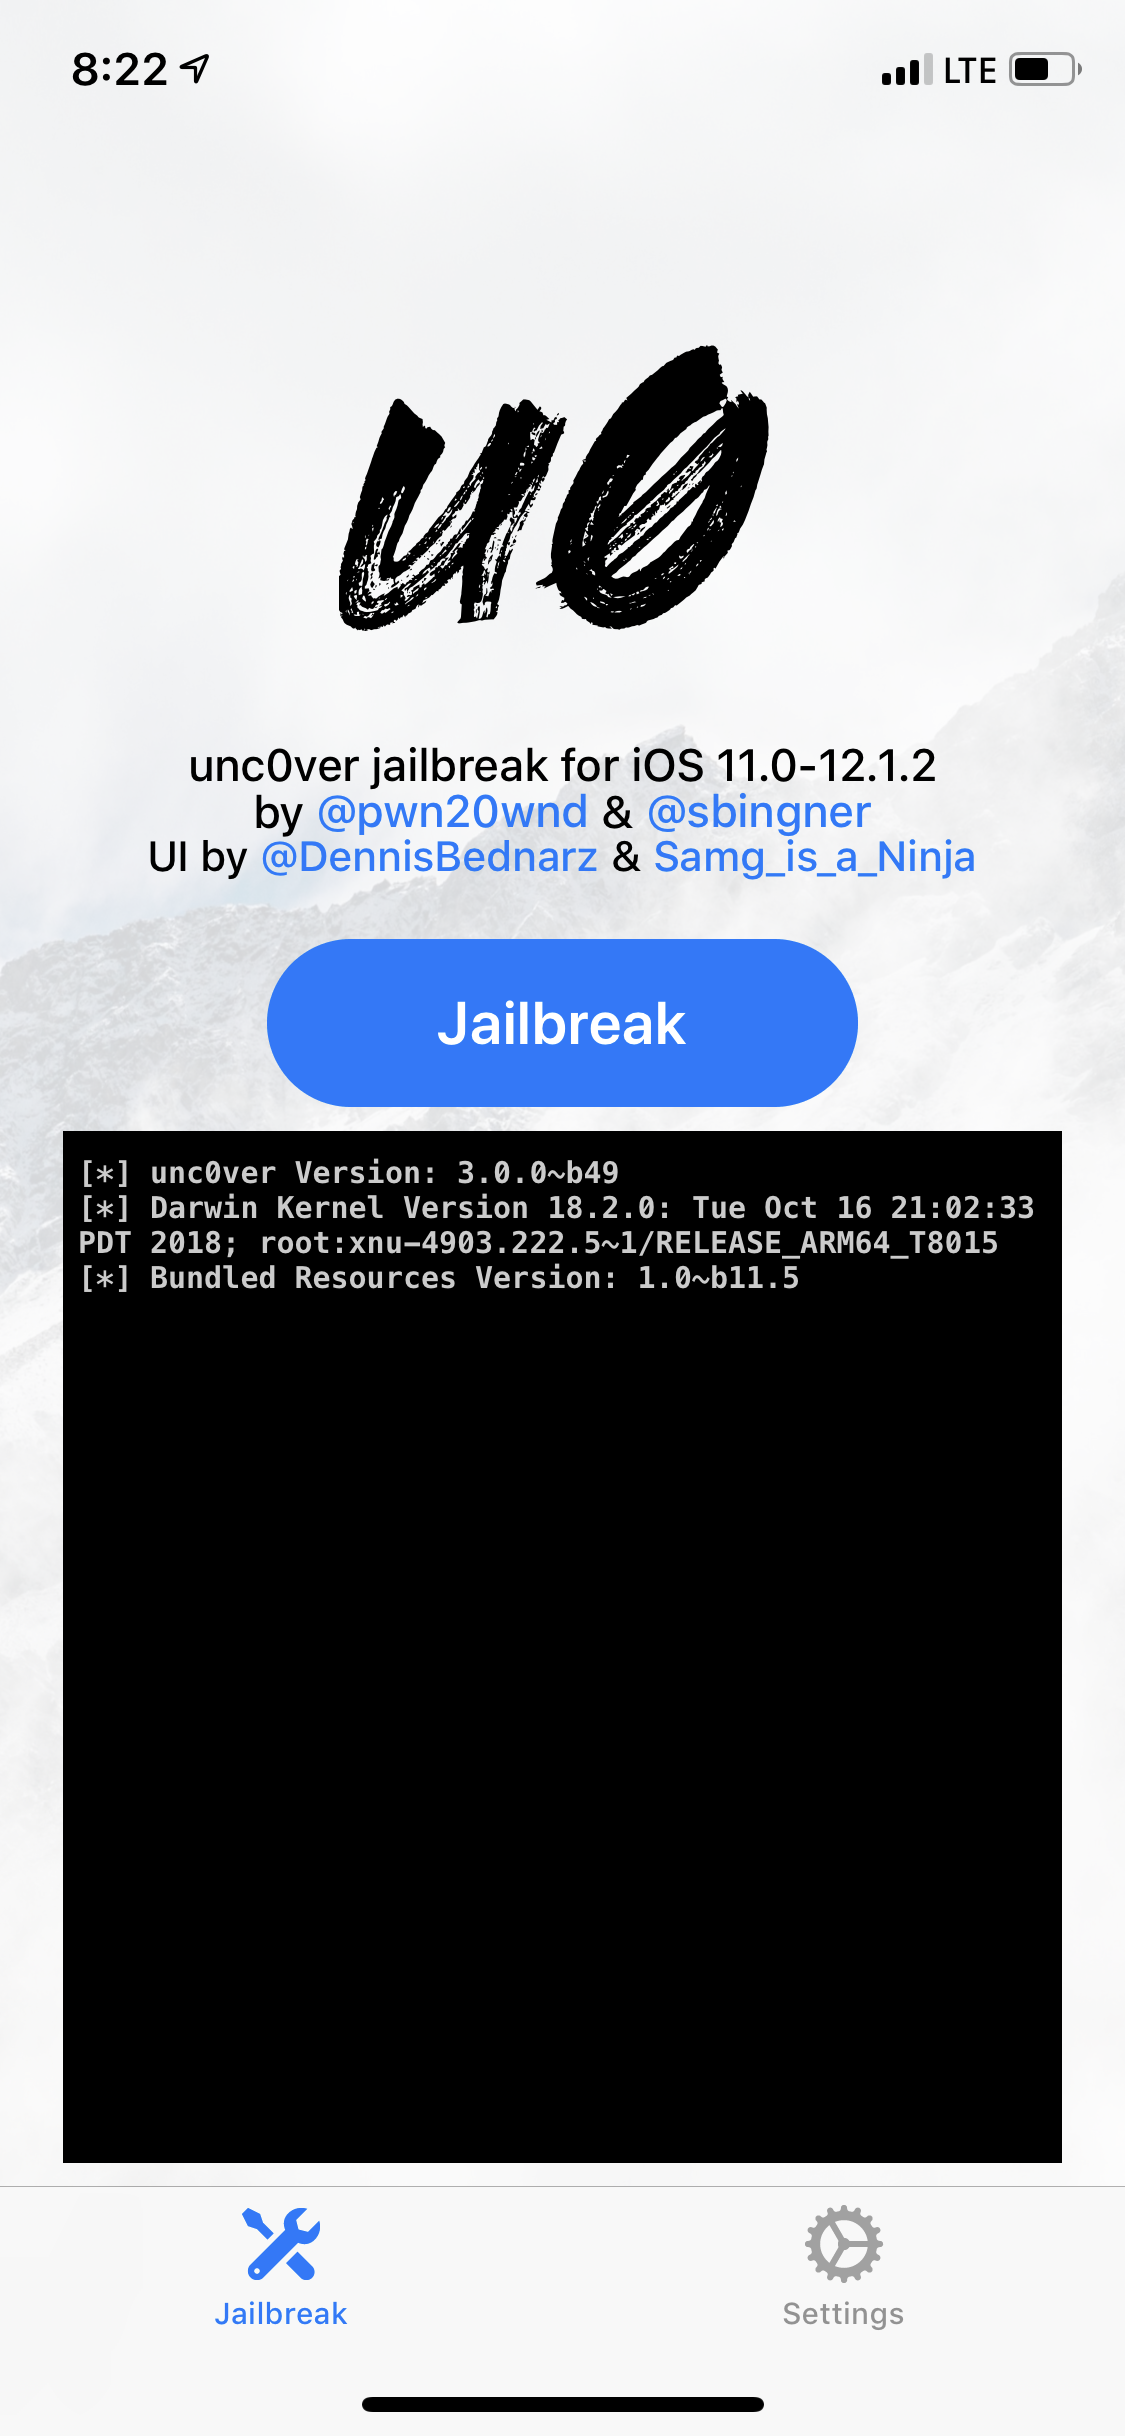 8:22 LTE
u0
unc0ver jailbreak for iOS 11.0-12.1.2
by @pwn20wnd & @sbingner
UI by @DennisBednarz & Samg_is_a_Ninja
Jailbreak
[*] unc0ver Version: 3.0.0~b49
[*] Darwin Kernel Version 18.2.0: Tue Oct 16 21:02:33
PDT 2018; root:xnu-4903.222.5~1/RELEASE_ARM64_T8015
[*] Bundled Resources Version: 1.0~b11.5
Jailbreak Settings